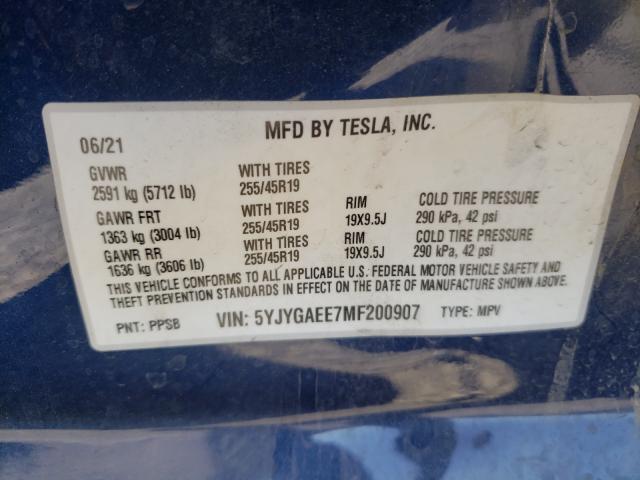 MFD BY TESLA, INC.
06/21
GVWR
2591 kg (5712 lb)
WITH TIRES
255/45R19
GAWR FRT
1363 kg (3004 lb)
WITH TIRES
255/45R19
RIM
19X9.5J
COLD TIRE PRESSURE
290 kPa, 42 psi
GAWR RR
1636 kg (3606 lb)
WITH TIRES
255/45R19
RIM
19X9.5J
COLD TIRE PRESSURE
290 kPa, 42 psi
THIS VEHICLE CONFORMS TO ALL APPLICABLE U.S. FEDERAL MOTOR VEHICLE SAFETY AND
THEFT PREVENTION STANDARDS IN EFFECT ON THE DATE OF MANUFACTURE SHOWN ABOVE.
PNT: PPSB
VIN: 5YJYGAEE7MF200907
TYPE: MPV